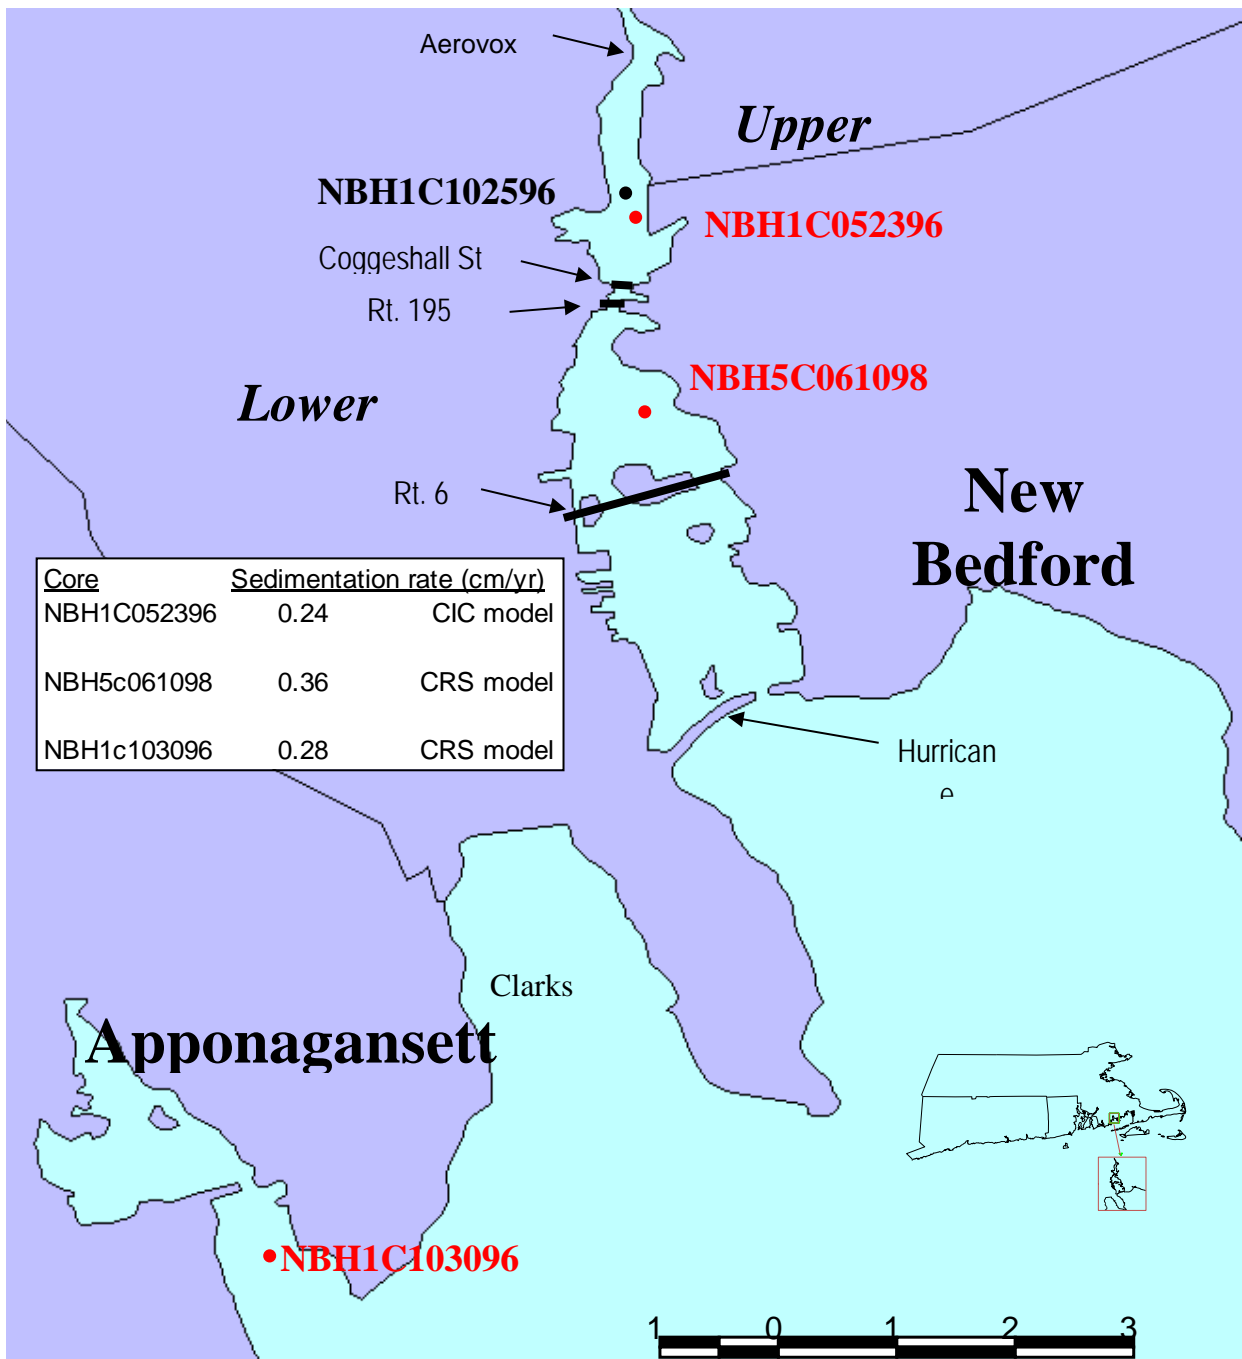 Aerovox
Upper
NBH1C102596
NBH1C052396
Coggeshall St
Rt. 195
NBH5C061098
Lower
Rt. 6
New
Bedford
Core Sedimentation rate (cm/yr)
NBH1C052396 0.24 CIC model
NBH5c061098 0.36 CRS model
NBH1c103096 0.28 CRS model
Hurrican
e
Clarks
Apponagansett
NBH1C103096
1 0 1 2 3